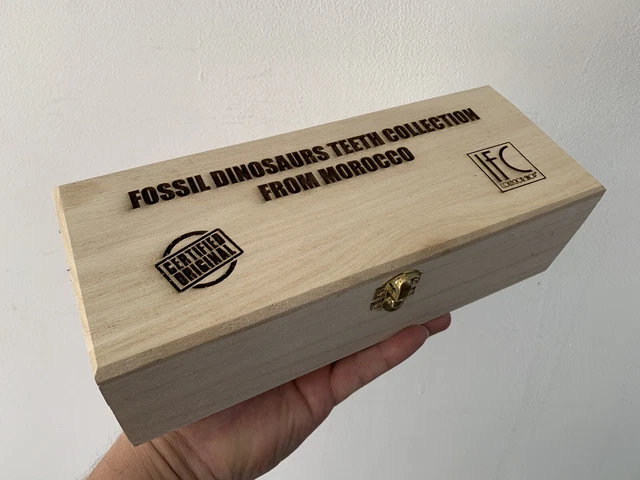 FOSSIL DINOSAURS TEETH COLLECTION
FROM MOROCCO
CERTIFIED
ORIGINAL
IFC